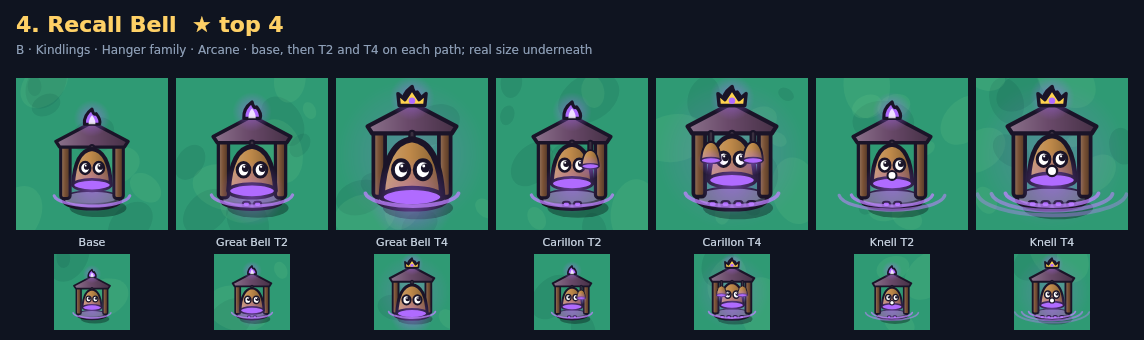 4. Recall Bell ★ top 4
B · Kindlings · Hanger family · Arcane · base, then T2 and T4 on each path; real size underneath
Base
Great Bell T2
Great Bell T4
Carillon T2
Carillon T4
Knell T2
Knell T4